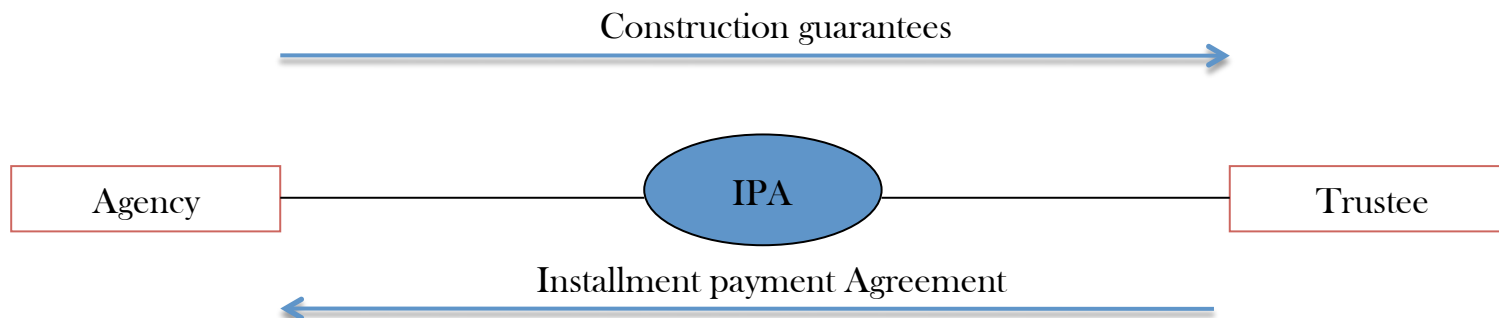 Construction guarantees
Agency
IPA
Trustee
Installment payment Agreement